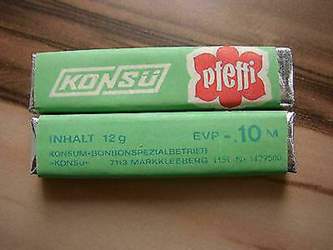 KONSÜ
pfeffi
INHALT 12 g EVP -.10 M
KONSUM-BONBONSPEZIALBETRIEB
»KONSÜ« 7113 MARKKLEEBERG